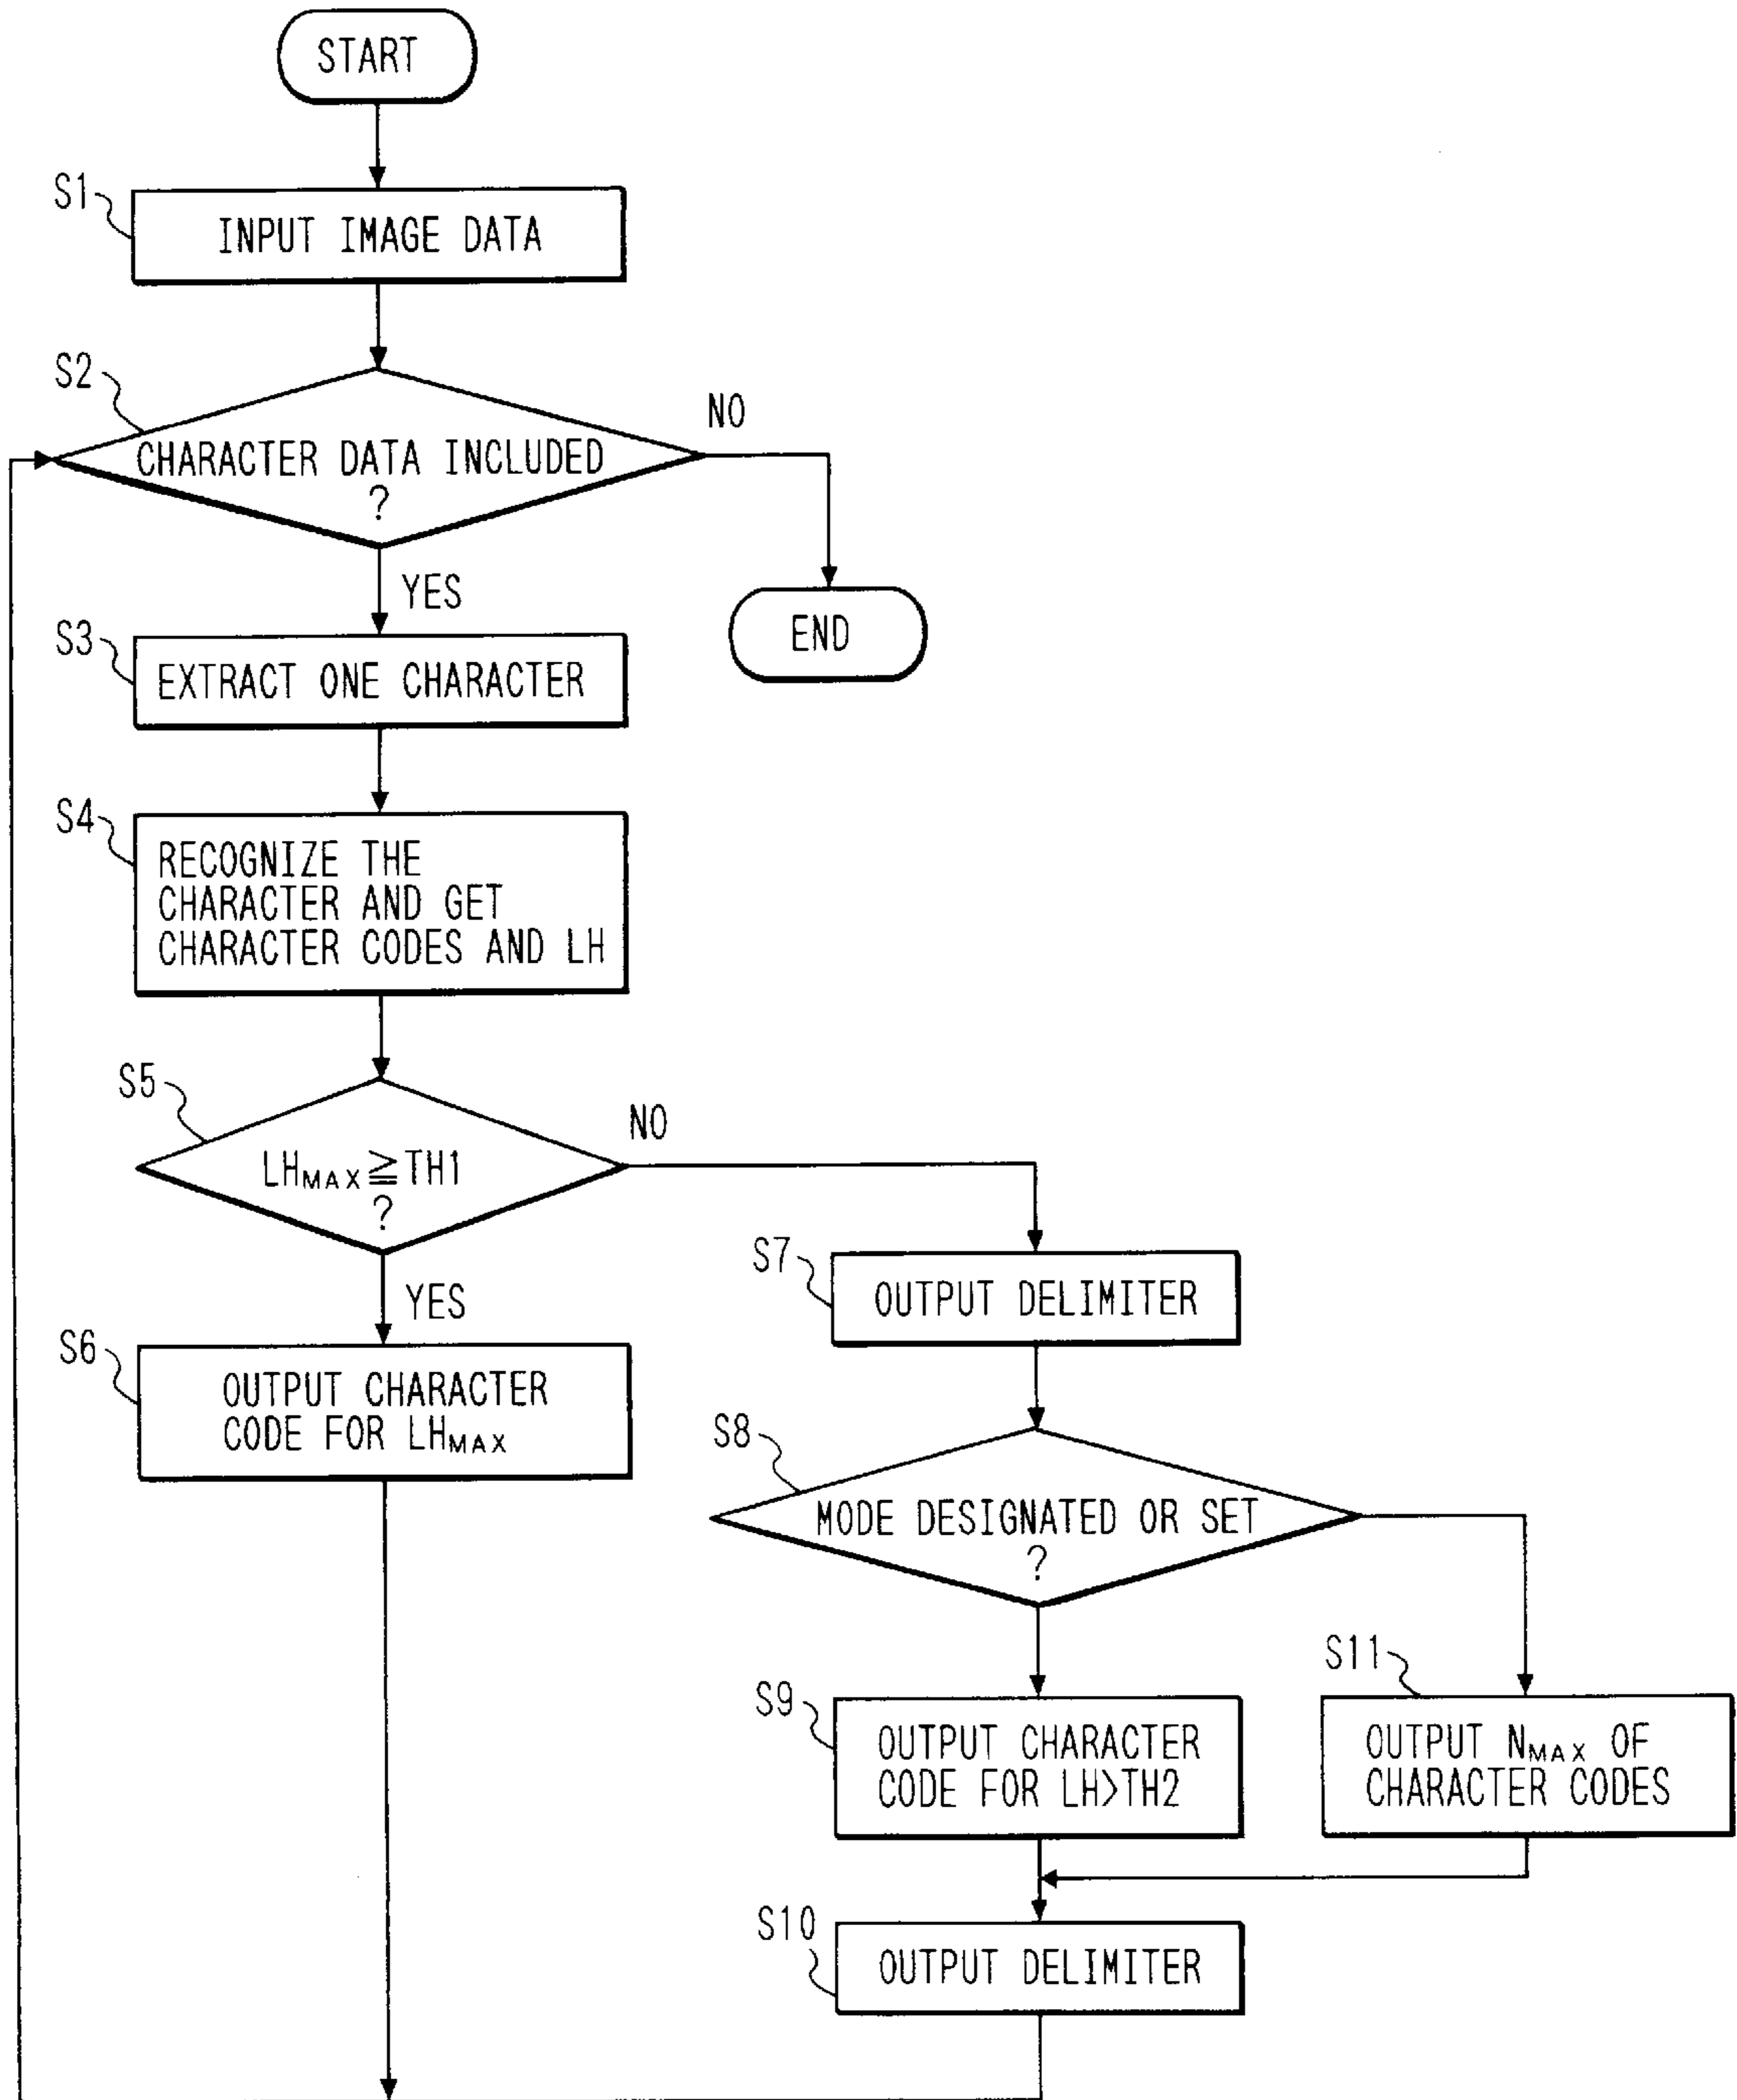 START
S1
INPUT IMAGE DATA
S2
CHARACTER DATA INCLUDED
?
NO
YES
END
S3
EXTRACT ONE CHARACTER
S4
RECOGNIZE THE
CHARACTER AND GET
CHARACTER CODES AND LH
S5
LHMAX≧TH1
?
NO
YES
S6
OUTPUT CHARACTER
CODE FOR LHMAX
S7
OUTPUT DELIMITER
S8
MODE DESIGNATED OR SET
?
S9
OUTPUT CHARACTER
CODE FOR LH>TH2
S11
OUTPUT NMAX OF
CHARACTER CODES
S10
OUTPUT DELIMITER